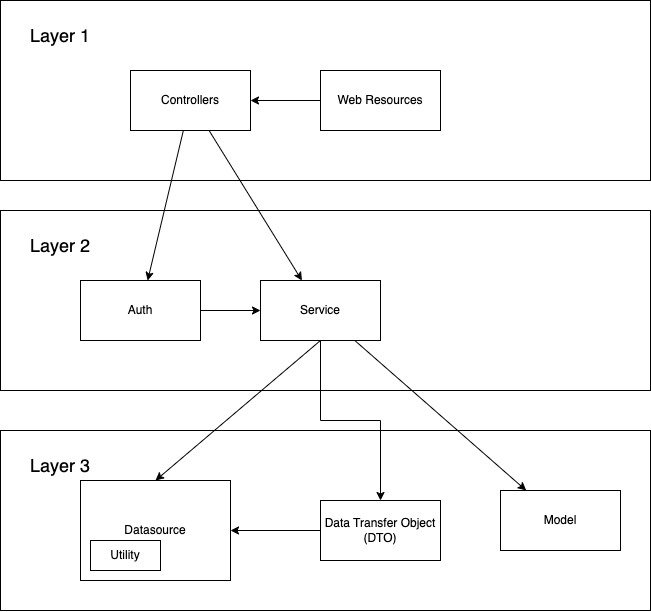 Layer 1
Controllers
Web Resources
Layer 2
Auth
Service
Layer 3
Datasource
Utility
Data Transfer Object
(DTO)
Model